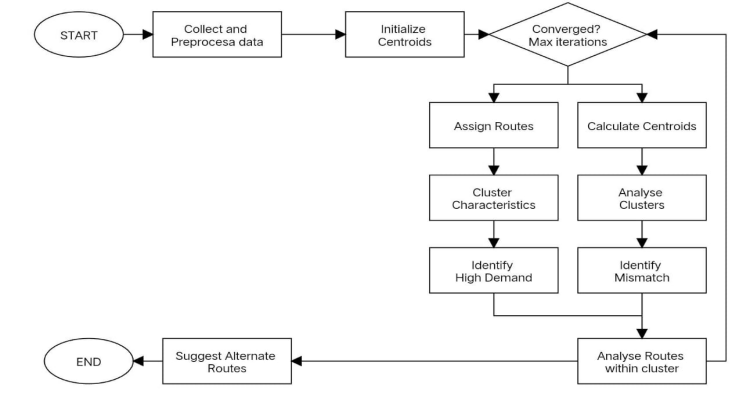 START
Collect and
Preprocesa data
Initialize
Centroids
Converged?
Max iterations
Assign Routes
Calculate Centroids
Cluster
Characteristics
Analyse
Clusters
Identify
High Demand
Identify
Mismatch
END
Suggest Alternate
Routes
Analyse Routes
within cluster